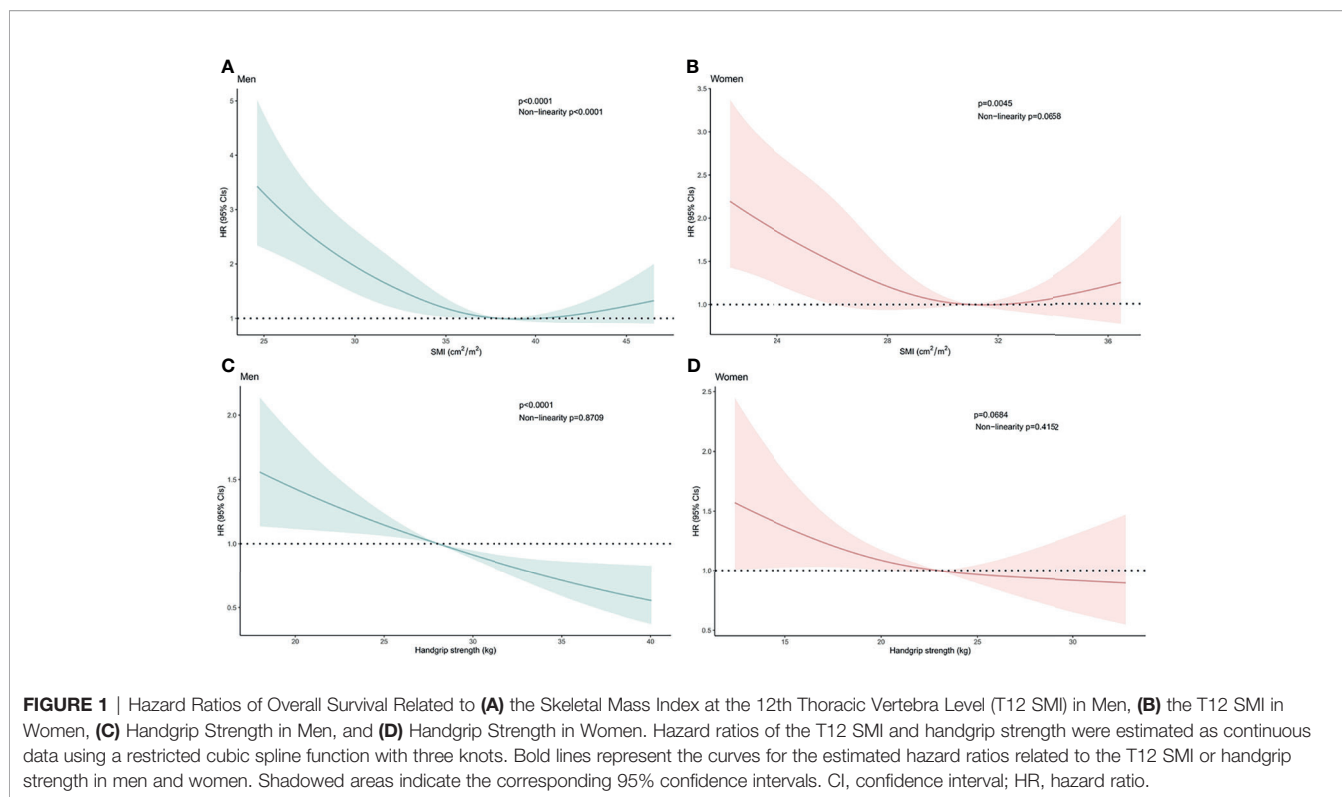 A
Men
p<0.0001
Non-linearity p<0.0001
HR (95% CIs)
5
4
3
2
1
25
30
35
40
45
SMI (cm²/m²)
B
Women
p=0.0045
Non-linearity p=0.0658
HR (95% CIs)
3.5
3.0
2.5
2.0
1.5
1.0
24
28
32
36
SMI (cm²/m²)
C
Men
p<0.0001
Non-linearity p=0.8709
HR (95% CIs)
2.0
1.5
1.0
0.5
20
25
30
35
40
Handgrip strength (kg)
D
Women
p=0.0684
Non-linearity p=0.4152
HR (95% CIs)
2.5
2.0
1.5
1.0
0.5
15
20
25
30
Handgrip strength (kg)
FIGURE 1 | Hazard Ratios of Overall Survival Related to (A) the Skeletal Mass Index at the 12th Thoracic Vertebra Level (T12 SMI) in Men, (B) the T12 SMI in
Women, (C) Handgrip Strength in Men, and (D) Handgrip Strength in Women. Hazard ratios of the T12 SMI and handgrip strength were estimated as continuous
data using a restricted cubic spline function with three knots. Bold lines represent the curves for the estimated hazard ratios related to the T12 SMI or handgrip
strength in men and women. Shadowed areas indicate the corresponding 95% confidence intervals. CI, confidence interval; HR, hazard ratio.